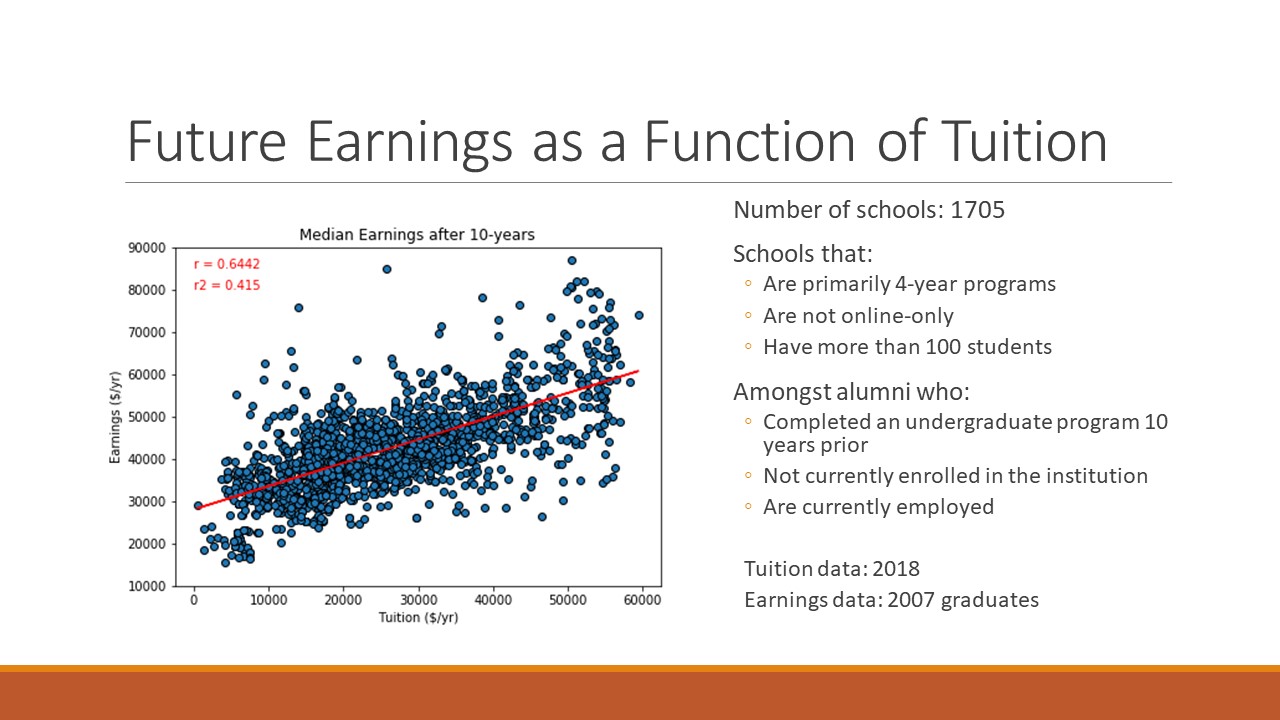 Future Earnings as a Function of Tuition
Median Earnings after 10-years
r = 0.6442
r2 = 0.415
90000
80000
70000
60000
50000
40000
30000
20000
10000
Earnings ($/yr)
0 10000 20000 30000 40000 50000 60000
Tuition ($/yr)
Number of schools: 1705
Schools that:
◦ Are primarily 4-year programs
◦ Are not online-only
◦ Have more than 100 students
Amongst alumni who:
◦ Completed an undergraduate program 10
years prior
◦ Not currently enrolled in the institution
◦ Are currently employed
Tuition data: 2018
Earnings data: 2007 graduates